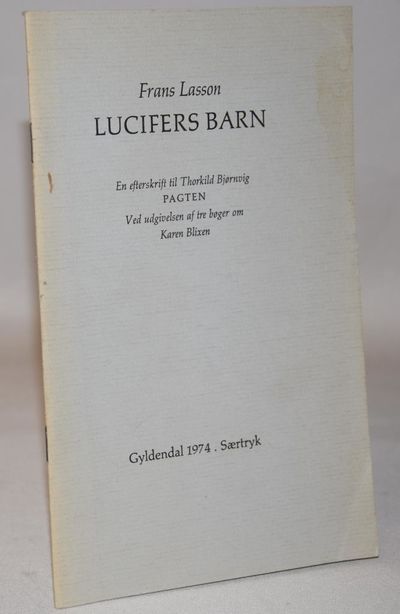 Frans Lasson
LUCIFERS BARN
En efterskrift til Thorkild Bjørnvig
PAGTEN
Ved udgivelsen af tre bøger om
Karen Blixen
Gyldendal 1974 . Særtryk